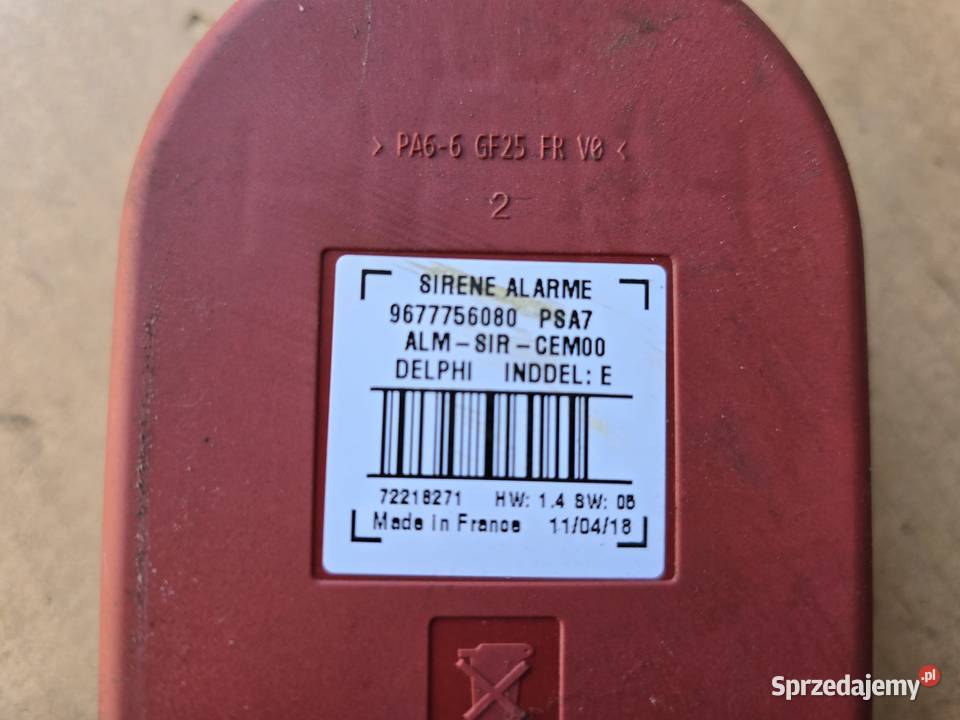 > PA6-6 GF25 FR V0 <
2
SIRENE ALARME
9677756080 PSA7
ALM-SIR-CEM00
DELPHI INDDEL: E
72218271 HW: 1.4 SW: 05
Made in France 11/04/18
Sprzedajemy.pl